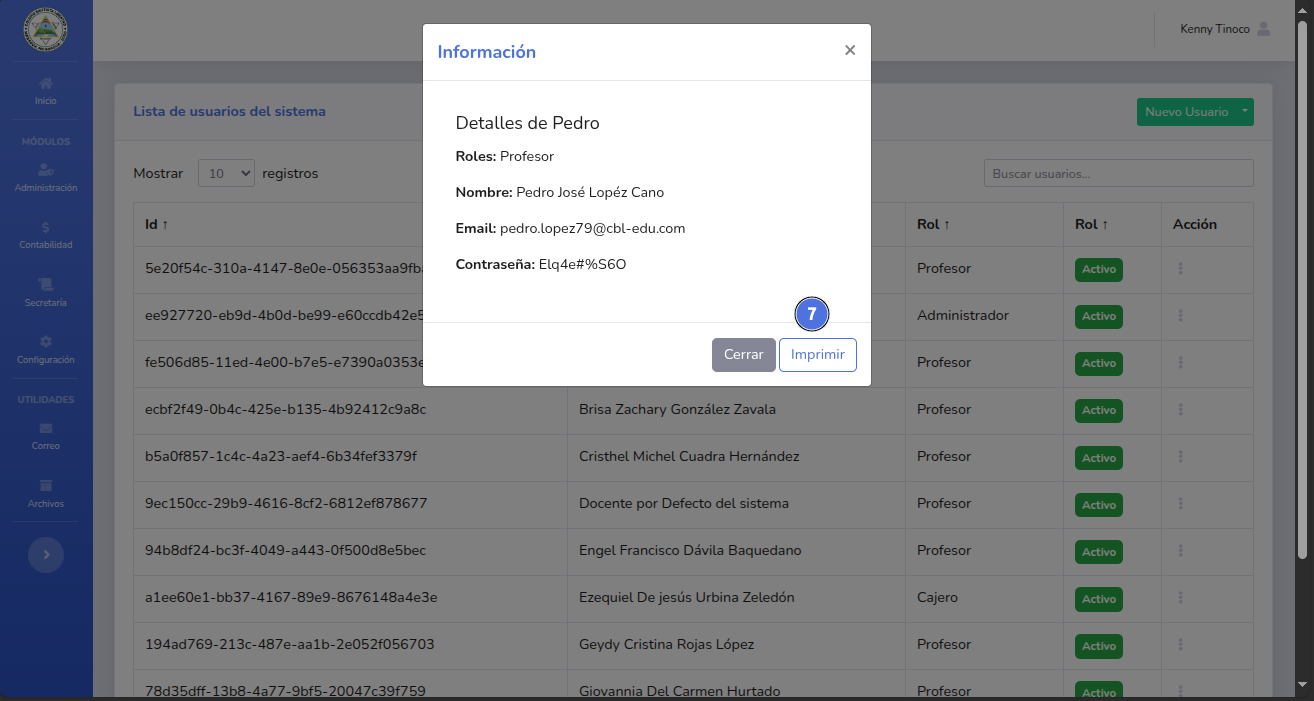 Kenny Tinoco
Inicio
MÓDULOS
Administración
Contabilidad
Secretaría
Configuración
UTILIDADES
Correo
Archivos
Información ×
Detalles de Pedro
Roles: Profesor
Nombre: Pedro José Lopéz Cano
Email: pedro.lopez79@cbl-edu.com
Contraseña: Elq4e#%S6O
7
Cerrar Imprimir
Lista de usuarios del sistema Nuevo Usuario
Mostrar 10 registros Buscar usuarios...
Id ↑ Rol ↑ Rol ↑ Acción
5e20f54c-310a-4147-8e0e-056353aa9fb Profesor Activo
ee927720-eb9d-4b0d-be99-e60ccdb42e5 Administrador Activo
fe506d85-11ed-4e00-b7e5-e7390a0353e Profesor Activo
ecbf2f49-0b4c-425e-b135-4b92412c9a8c Brisa Zachary González Zavala Profesor Activo
b5a0f857-1c4c-4a23-aef4-6b34fef3379f Cristhel Michel Cuadra Hernández Profesor Activo
9ec150cc-29b9-4616-8cf2-6812ef878677 Docente por Defecto del sistema Profesor Activo
94b8df24-bc3f-4049-a443-0f500d8e5bec Engel Francisco Dávila Baquedano Profesor Activo
a1ee60e1-bb37-4167-89e9-8676148a4e3e Ezequiel De jesús Urbina Zeledón Cajero Activo
194ad769-213c-487e-aa1b-2e052f056703 Geydy Cristina Rojas López Profesor Activo
78d35dff-13b8-4a77-9bf5-20047c39f759 Giovannia Del Carmen Hurtado Profesor Activo